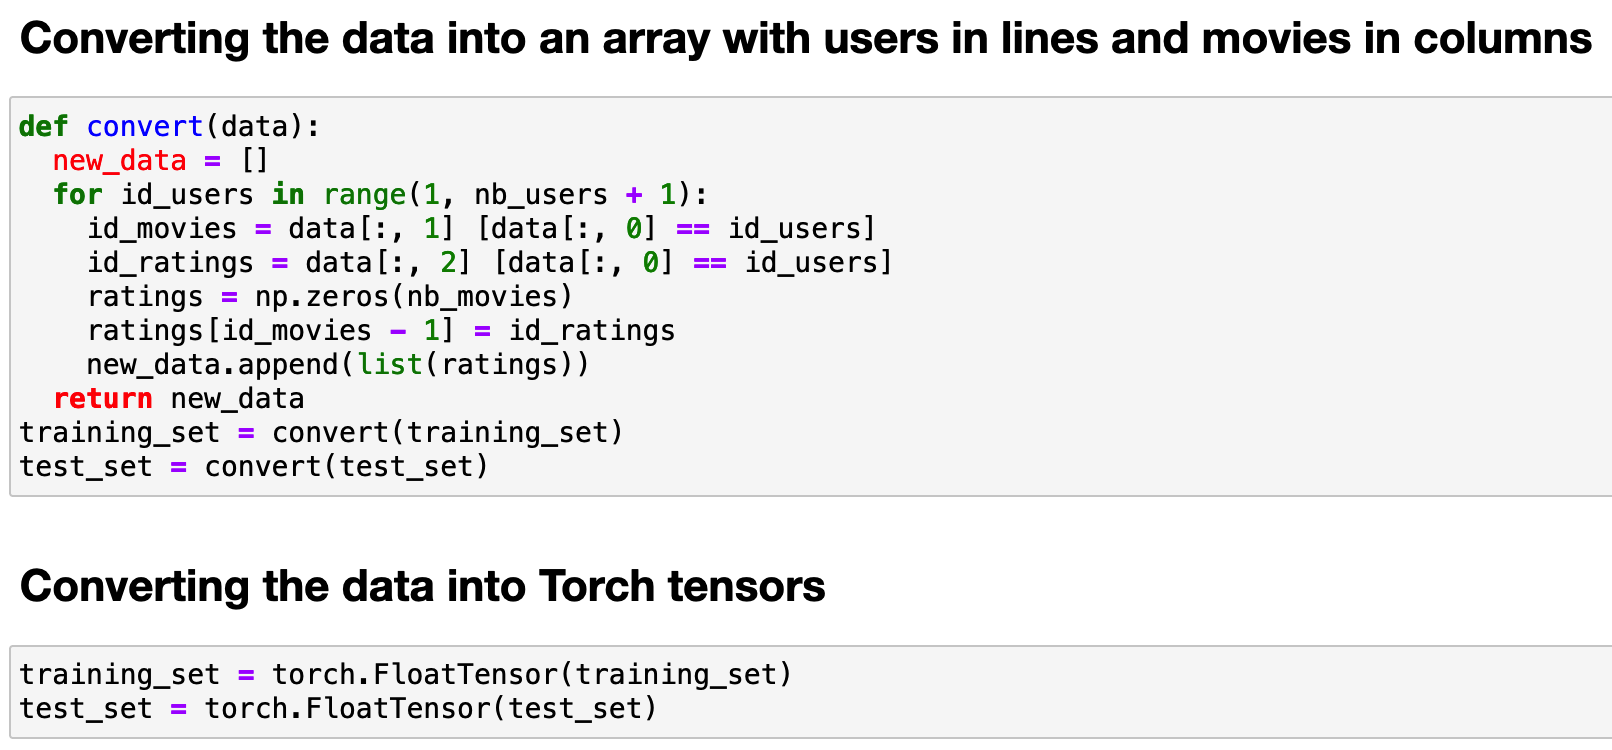 Converting the data into an array with users in lines and movies in columns
def convert(data):
  new_data = []
  for id_users in range(1, nb_users + 1):
    id_movies = data[:, 1] [data[:, 0] == id_users]
    id_ratings = data[:, 2] [data[:, 0] == id_users]
    ratings = np.zeros(nb_movies)
    ratings[id_movies - 1] = id_ratings
    new_data.append(list(ratings))
  return new_data
training_set = convert(training_set)
test_set = convert(test_set)
Converting the data into Torch tensors
training_set = torch.FloatTensor(training_set)
test_set = torch.FloatTensor(test_set)